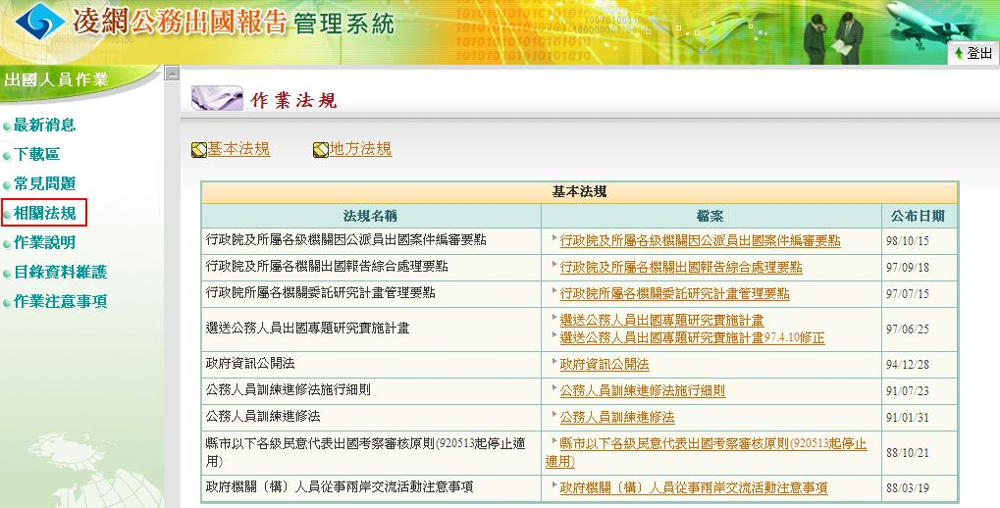 凌網公務出國報告管理系統
登出
出國人員作業
最新消息
下載區
常見問題
相關法規
作業說明
目錄資料維護
作業注意事項
作業法規
基本法規 地方法規
基本法規
法規名稱 檔案 公布日期
行政院及所屬各級機關因公派員出國案件編審要點 行政院及所屬各級機關因公派員出國案件編審要點 98/10/15
行政院及所屬各機關出國報告綜合處理要點 行政院及所屬各機關出國報告綜合處理要點 97/09/18
行政院所屬各機關委託研究計畫管理要點 行政院所屬各機關委託研究計畫管理要點 97/07/15
選送公務人員出國專題研究實施計畫 選送公務人員出國專題研究實施計畫 97/06/25
選送公務人員出國專題研究實施計畫97.4.10修正
政府資訊公開法 政府資訊公開法 94/12/28
公務人員訓練進修法施行細則 公務人員訓練進修法施行細則 91/07/23
公務人員訓練進修法 公務人員訓練進修法 91/01/31
縣市以下各級民意代表出國考察審核原則(920513起停止適 縣市以下各級民意代表出國考察審核原則(920513起停止 88/10/21
用) 適用)
政府機關〔構〕人員從事兩岸交流活動注意事項 政府機關〔構〕人員從事兩岸交流活動注意事項 88/03/19